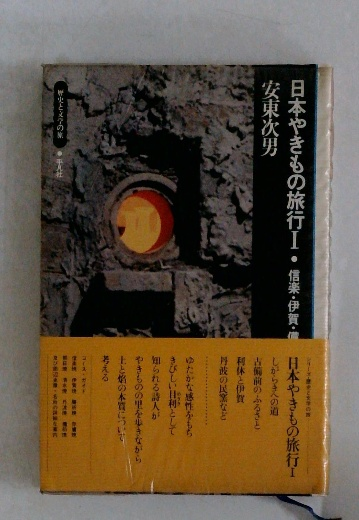 日本やきもの旅行Ⅰ・信楽・伊賀・備
安東次男
歴史と文学の旅
平凡社
日本やきもの旅行Ⅰ
しがらきへの道
古備前のふるさと
利休と伊賀
丹波の民窯など
ゆたかな感性をもち
きびしい目利として
知られる詩人が
やきものの里を歩きながら
土と焰の本質について
考える